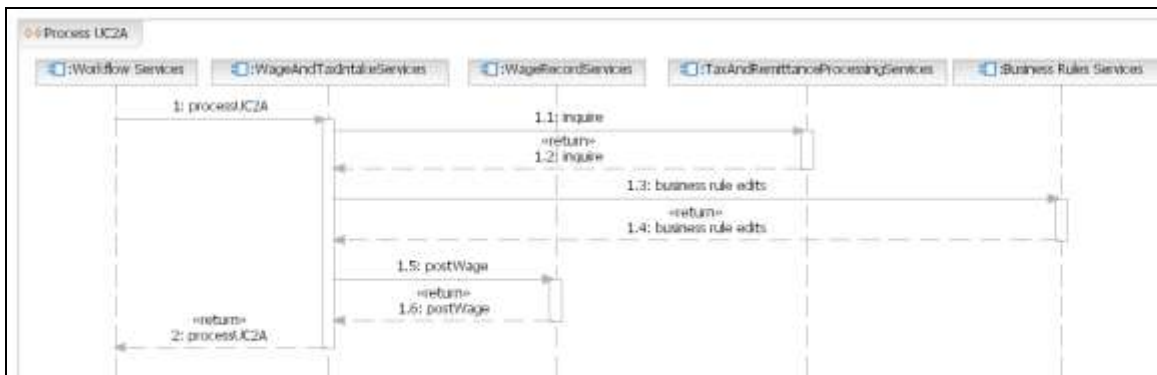 Process UC2A
:Workflow Services
:WageAndTaxIntakeServices
:WageRecordServices
:TaxAndRemittanceProcessingServices
:Business Rules Services
1: processUC2A
1.1: inquire
«return»
1.2: inquire
1.3: business rule edits
«return»
1.4: business rule edits
1.5: postWage
«return»
1.6: postWage
«return»
2: processUC2A